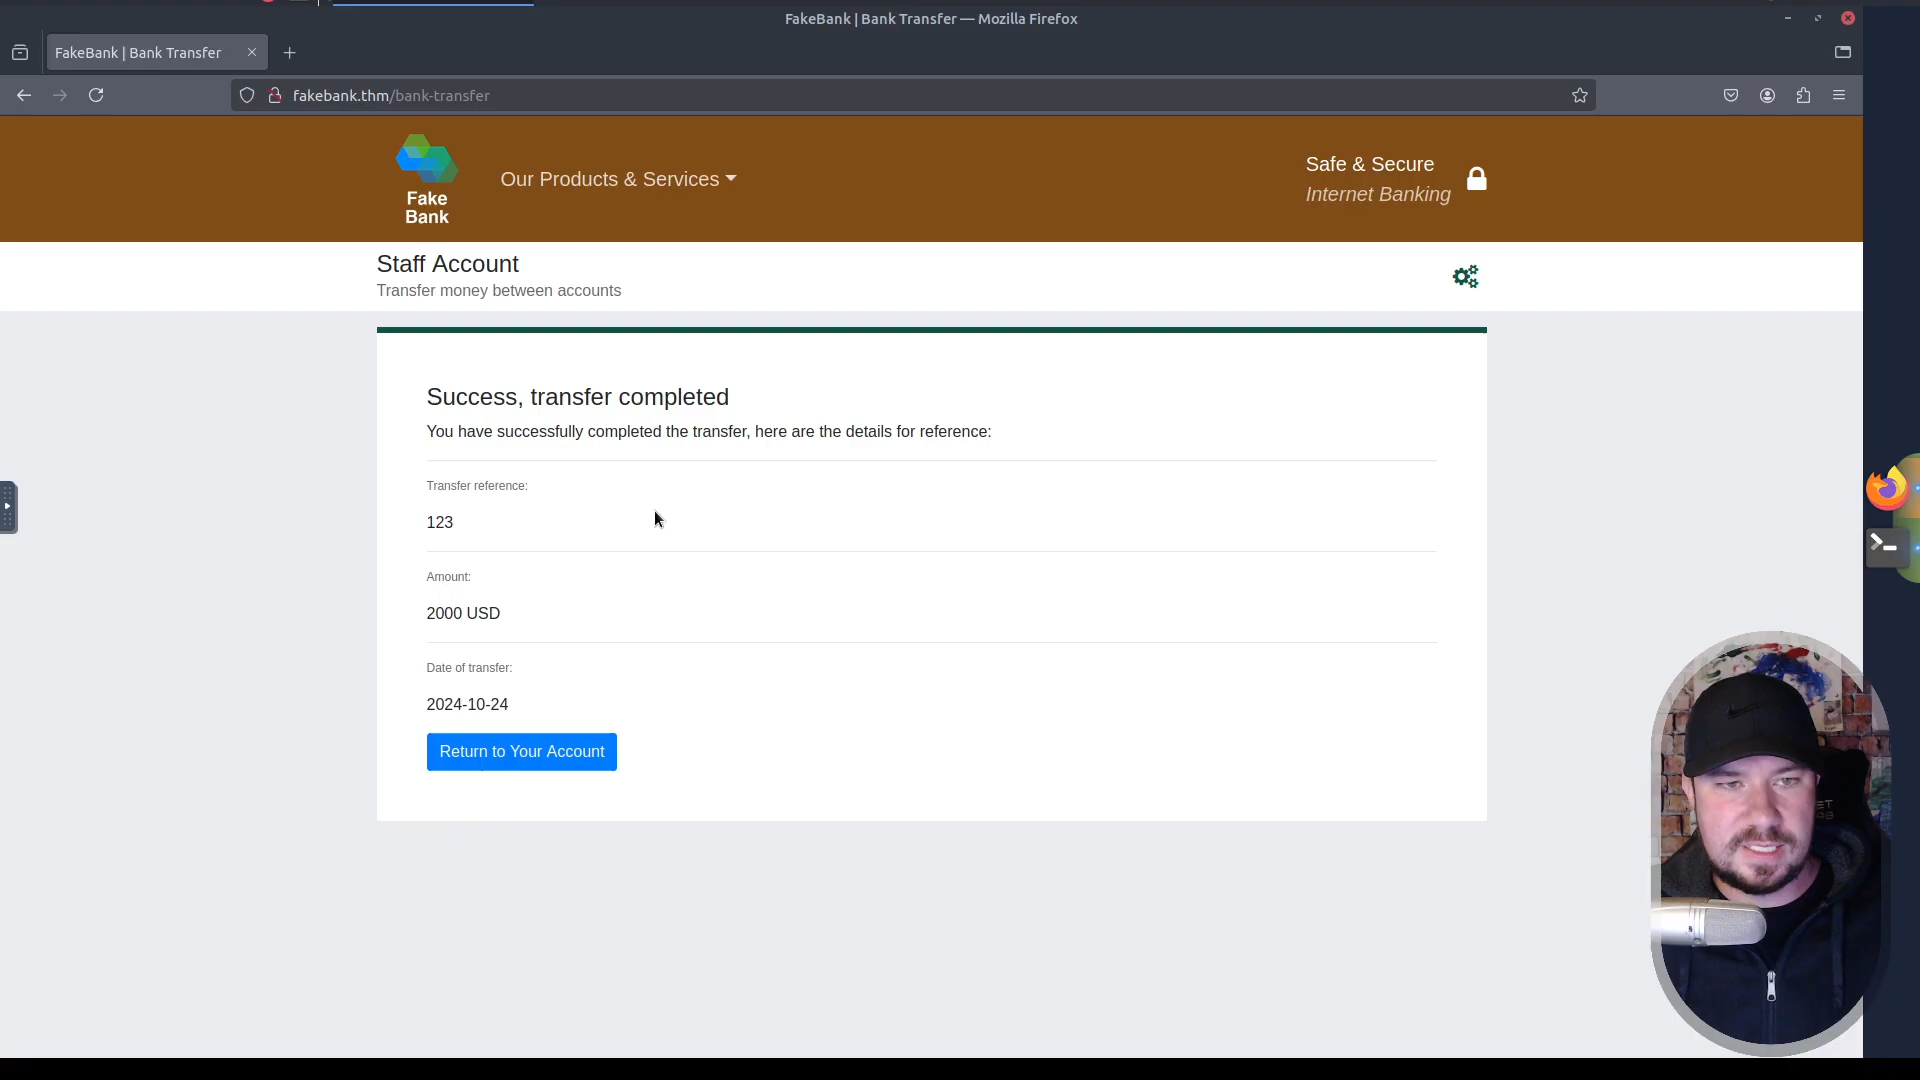 FakeBank | Bank Transfer — Mozilla Firefox
FakeBank | Bank Transfer
fakebank.thm/bank-transfer
Fake
Bank
Our Products & Services
Safe & Secure
Internet Banking
Staff Account
Transfer money between accounts
Success, transfer completed
You have successfully completed the transfer, here are the details for reference:
Transfer reference:
123
Amount:
2000 USD
Date of transfer:
2024-10-24
Return to Your Account